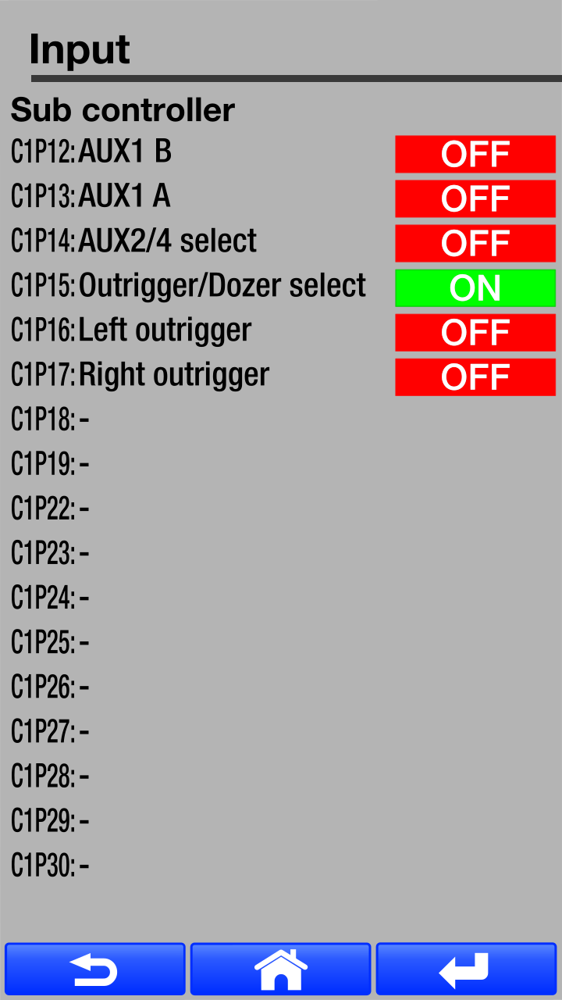 Input
Sub controller
C1P12: AUX1 B OFF
C1P13: AUX1 A OFF
C1P14: AUX2/4 select OFF
C1P15: Outrigger/Dozer select ON
C1P16: Left outrigger OFF
C1P17: Right outrigger OFF
C1P18: -
C1P19: -
C1P22: -
C1P23: -
C1P24: -
C1P25: -
C1P26: -
C1P27: -
C1P28: -
C1P29: -
C1P30: -